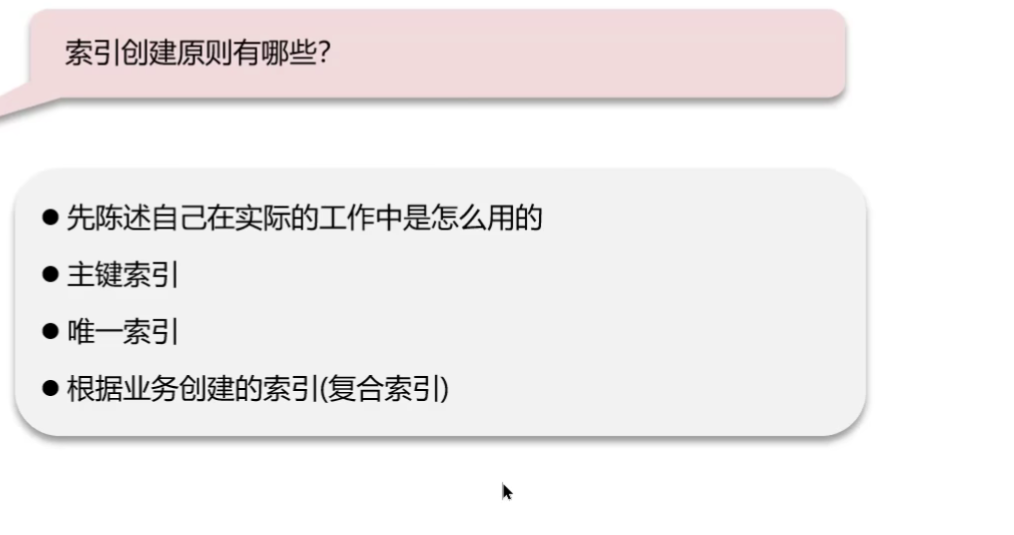 索引创建原则有哪些？
● 先陈述自己在实际的工作中是怎么用的
● 主键索引
● 唯一索引
● 根据业务创建的索引(复合索引)